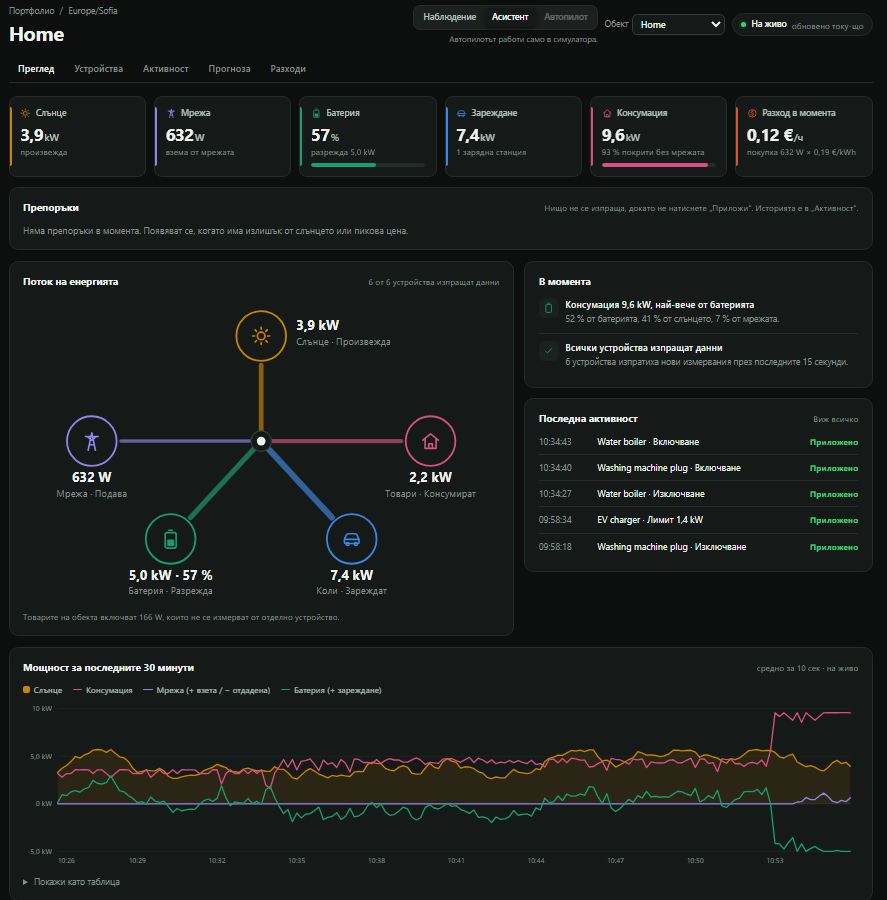 Портфолио / Europe/Sofia
Home
Наблюдение Асистент Автопилот
Автопилотът работи само в симулатора.
Обект Home
На живо обновено току-що
Преглед Устройства Активност Прогноза Разходи
Слънце
3,9 kW
произвежда
Мрежа
632 W
взема от мрежата
Батерия
57 %
разрежда 5,0 kW
Зареждане
7,4 kW
1 зарядна станция
Консумация
9,6 kW
93 % покрити без мрежата
Разход в момента
0,12 €/ч
покупка 632 W × 0,19 €/kWh
Препоръки
Нищо не се изпраща, докато не натиснете „Приложи“. Историята е в „Активност“.
Няма препоръки в момента. Появяват се, когато има излишък от слънцето или пикова цена.
Поток на енергията
6 от 6 устройства изпращат данни
3,9 kW
Слънце · Произвежда
632 W
Мрежа · Подава
2,2 kW
Товари · Консумират
5,0 kW · 57 %
Батерия · Разрежда
7,4 kW
Коли · Зареждат
Товарите на обекта включват 166 W, които не се измерват от отделно устройство.
В момента
Консумация 9,6 kW, най-вече от батерията
52 % от батерията, 41 % от слънцето, 7 % от мрежата.
Всички устройства изпращат данни
6 устройства изпратиха нови измервания през последните 15 секунди.
Последна активност
Виж всичко
10:34:43 Water boiler · Включване Приложено
10:34:40 Washing machine plug · Включване Приложено
10:34:27 Water boiler · Изключване Приложено
09:58:34 EV charger · Лимит 1,4 kW Приложено
09:58:18 Washing machine plug · Изключване Приложено
Мощност за последните 30 минути
средно за 10 сек · на живо
Слънце Консумация Мрежа (+ взета / − отдадена) Батерия (+ зареждане)
10 kW
5,0 kW
0 kW
-5,0 kW
10:26 10:29 10:32 10:35 10:38 10:41 10:44 10:47 10:50 10:53
Покажи като таблица